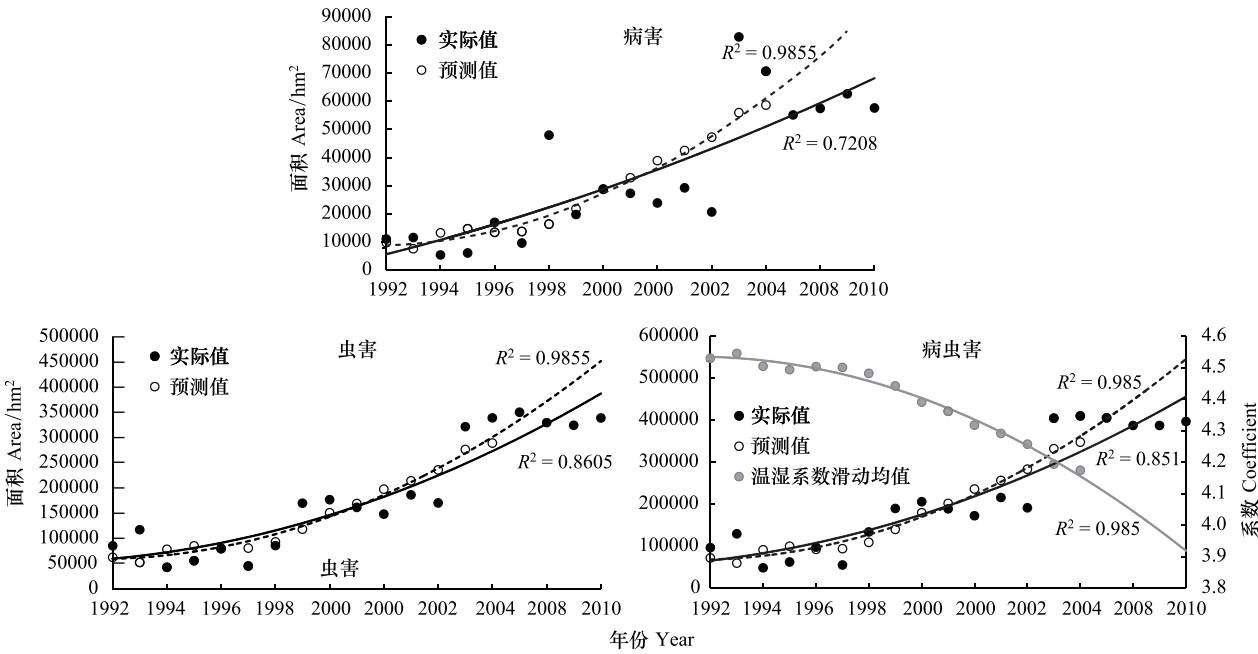 90000
80000
70000
60000
50000
40000
30000
20000
10000
0
面积 Area/hm²
病害
实际值
预测值
R² = 0.9855
R² = 0.7208
1992 1994 1996 1998 2000 2000 2002 2004 2008 2010
500000
450000
400000
350000
300000
250000
200000
150000
100000
50000
0
面积 Area/hm²
虫害
实际值
预测值
R² = 0.9855
R² = 0.8605
虫害
1992 1994 1996 1998 2000 2000 2002 2004 2008 2010
600000
500000
400000
300000
200000
100000
0
病虫害
实际值
预测值
温湿系数滑动均值
R² = 0.985
R² = 0.851
R² = 0.985
4.6
4.5
4.4
4.3
4.2
4.1
4.0
3.9
3.8
系数 Coefficient
1992 1994 1996 1998 2000 2000 2002 2004 2008 2010
年份 Year